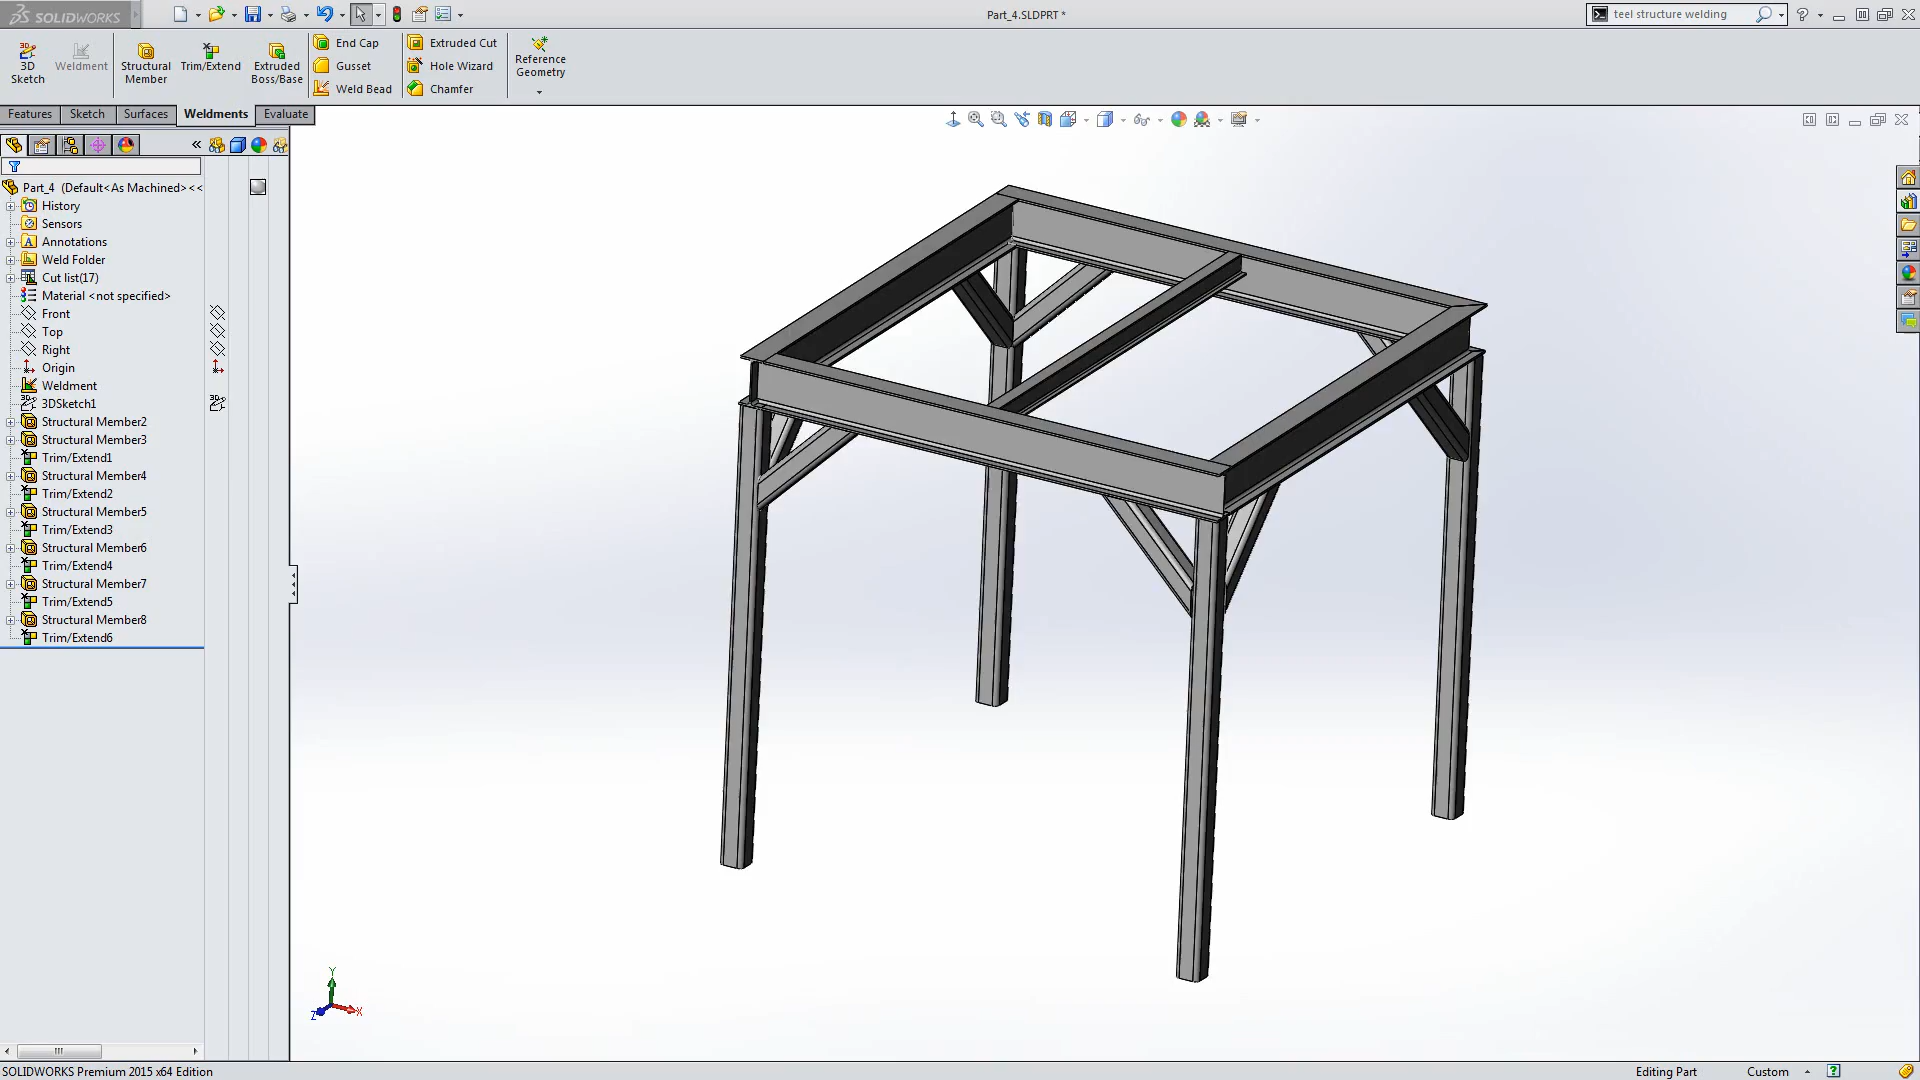 SOLIDWORKS
Part_4.SLDPRT *
teel structure welding
3D Sketch
Weldment
Structural Member
Trim/Extend
Extruded Boss/Base
End Cap
Gusset
Weld Bead
Extruded Cut
Hole Wizard
Chamfer
Reference Geometry
Features
Sketch
Surfaces
Weldments
Evaluate
Part_4 (Default<As Machined><<
History
Sensors
Annotations
Weld Folder
Cut list(17)
Material <not specified>
Front
Top
Right
Origin
Weldment
3DSketch1
Structural Member2
Structural Member3
Trim/Extend1
Structural Member4
Trim/Extend2
Structural Member5
Trim/Extend3
Structural Member6
Trim/Extend4
Structural Member7
Trim/Extend5
Structural Member8
Trim/Extend6
Y
X
Z
SOLIDWORKS Premium 2015 x64 Edition
Editing Part
Custom